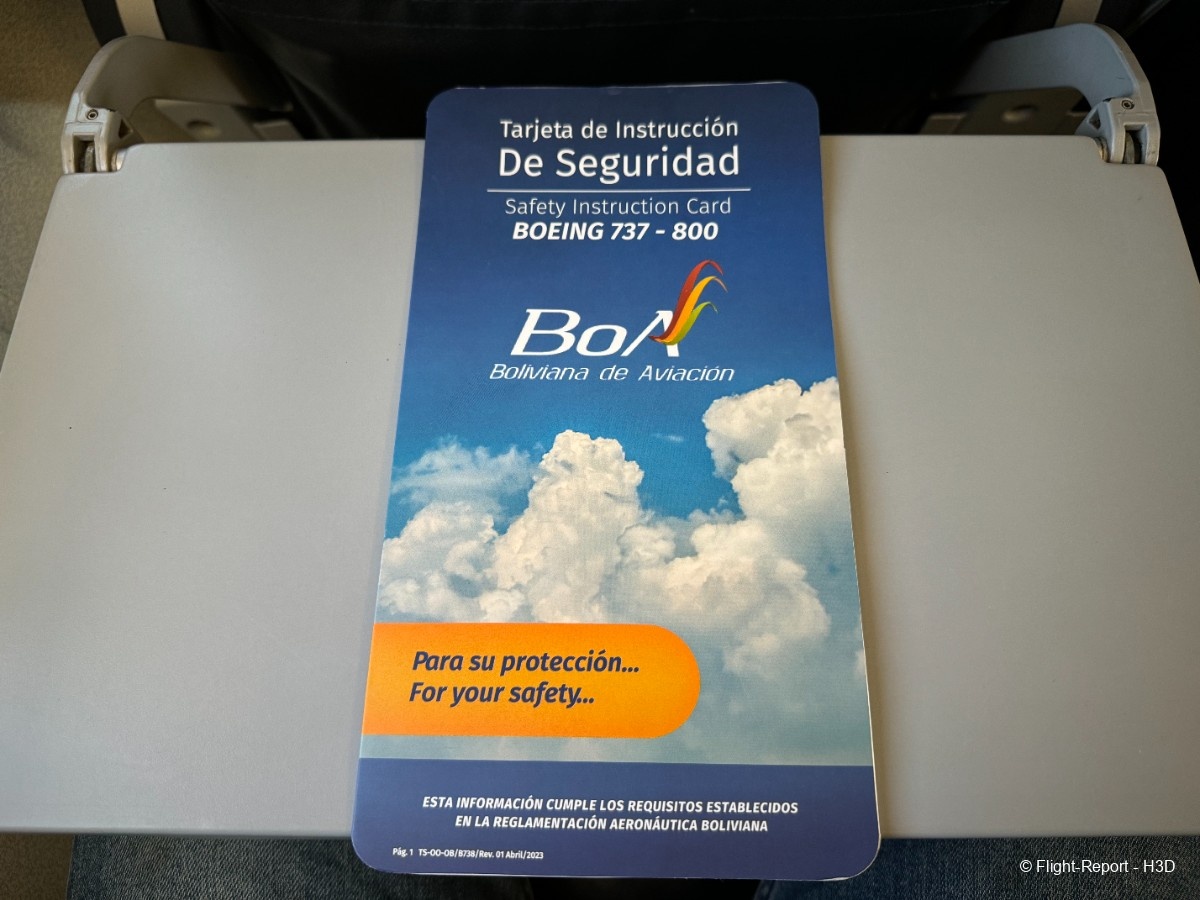 Tarjeta de Instrucción
De Seguridad
Safety Instruction Card
BOEING 737 - 800
BoA
Boliviana de Aviación
Para su protección...
For your safety...
ESTA INFORMACIÓN CUMPLE LOS REQUISITOS ESTABLECIDOS
EN LA REGLAMENTACIÓN AERONÁUTICA BOLIVIANA
Pág. 1 TS-OO-OB/B738/Rev. 01 Abril/2023
© Flight-Report - H3D